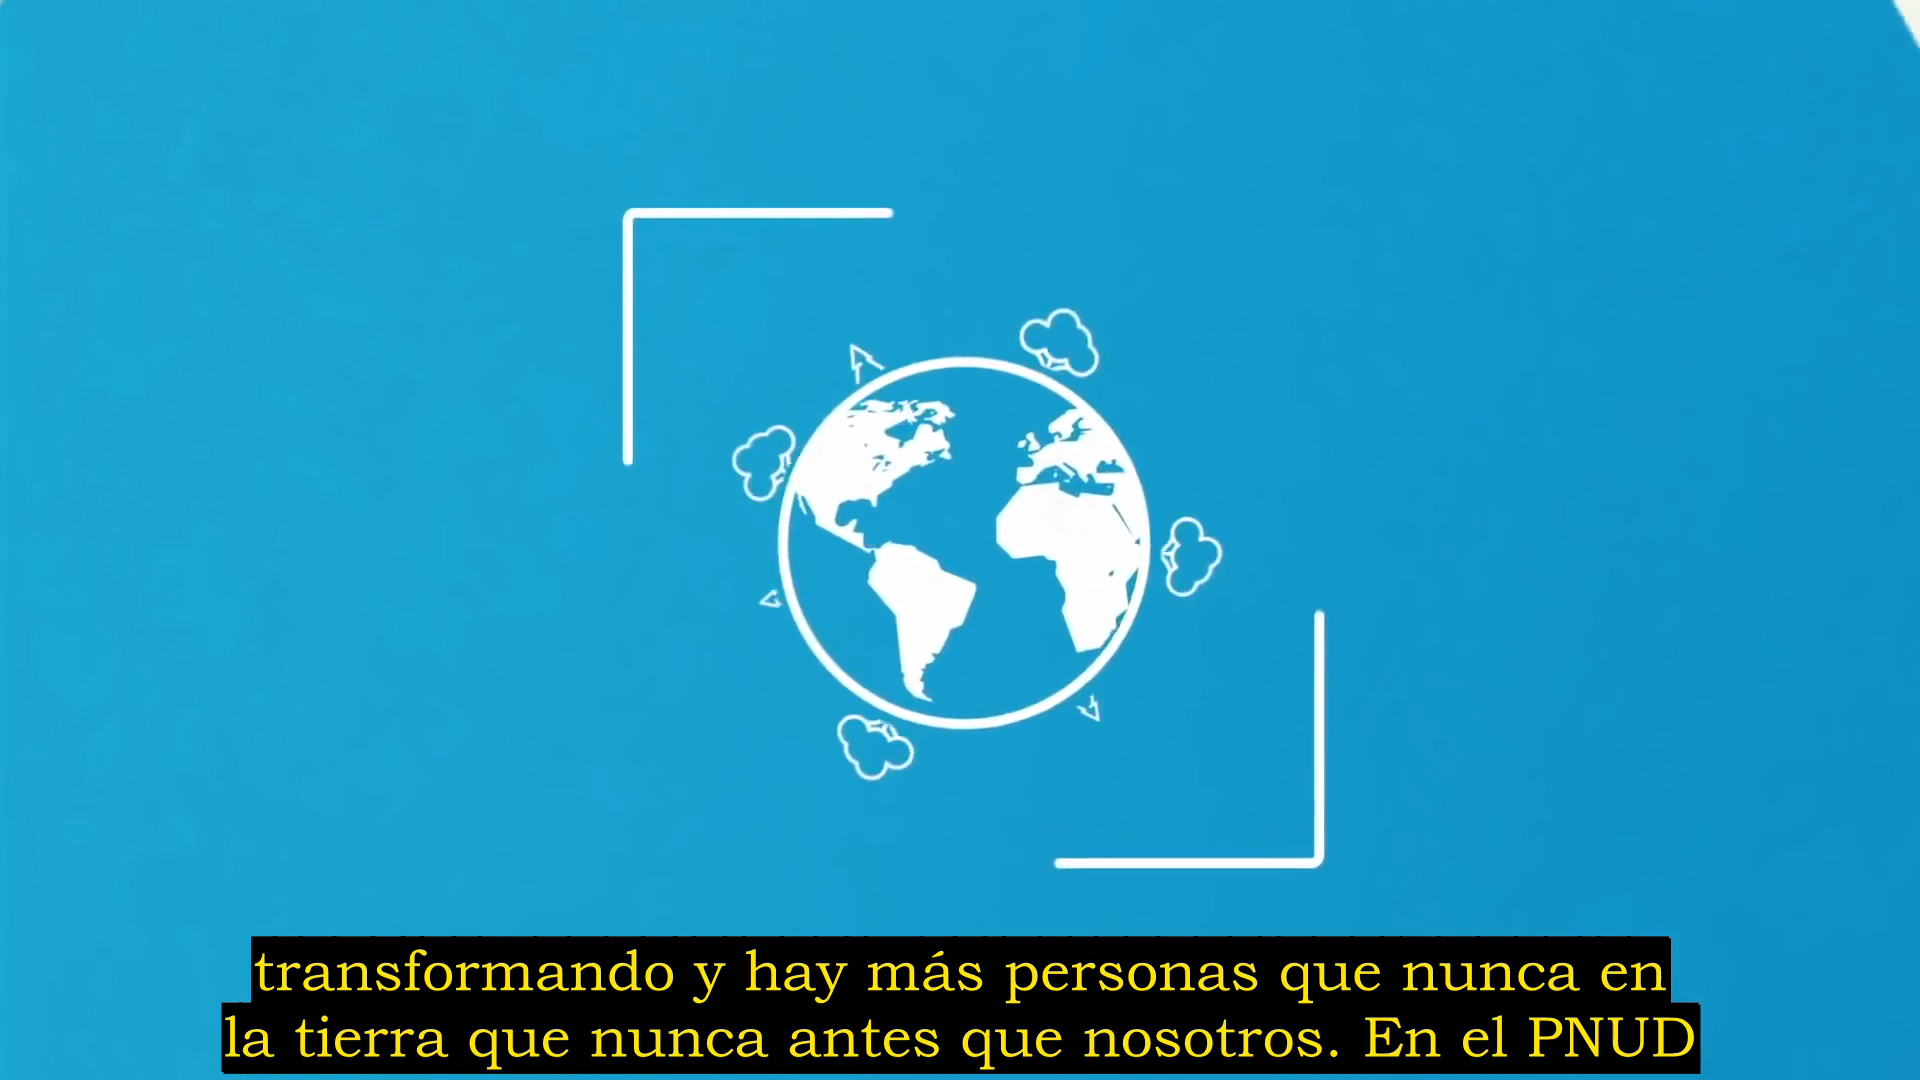 transformando y hay más personas que nunca en
la tierra que nunca antes que nosotros. En el PNUD